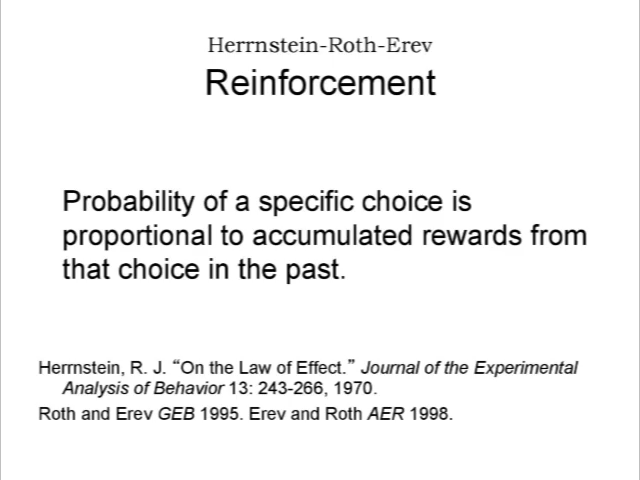 Herrnstein-Roth-Erev
Reinforcement
Probability of a specific choice is
proportional to accumulated rewards from
that choice in the past.
Herrnstein, R. J. “On the Law of Effect.” Journal of the Experimental
Analysis of Behavior 13: 243-266, 1970.
Roth and Erev GEB 1995. Erev and Roth AER 1998.